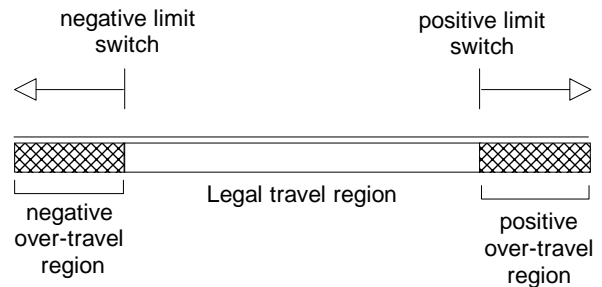 negative limit
switch
positive limit
switch
Legal travel region
negative
over-travel
region
positive
over-travel
region